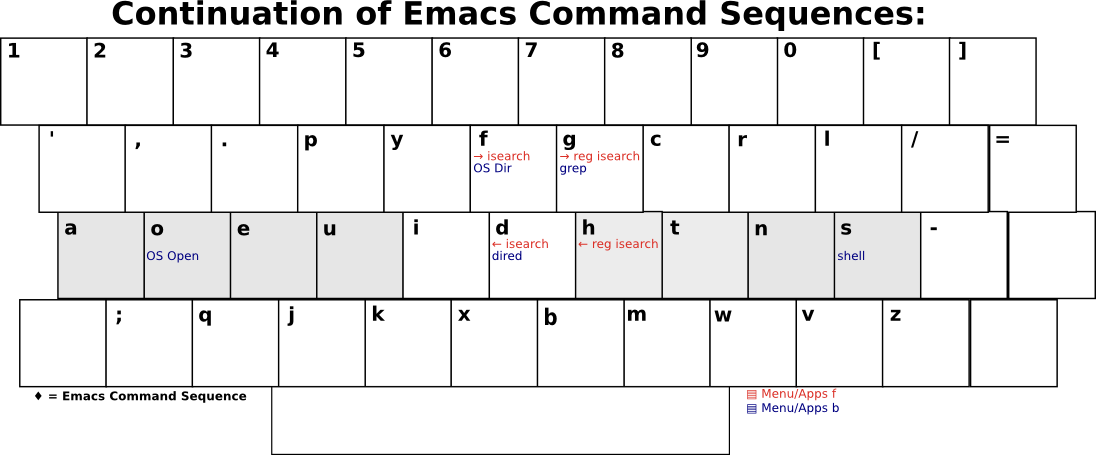 Continuation of Emacs Command Sequences:
1 2 3 4 5 6 7 8 9 0 [ ]
' , . p y f g c r l / =
→ isearch → reg isearch
OS Dir grep
a o e u i d h t n s -
← isearch ← reg isearch
OS Open dired shell
; q j k x b m w v z
♦ = Emacs Command Sequence
▤ Menu/Apps f
▤ Menu/Apps b